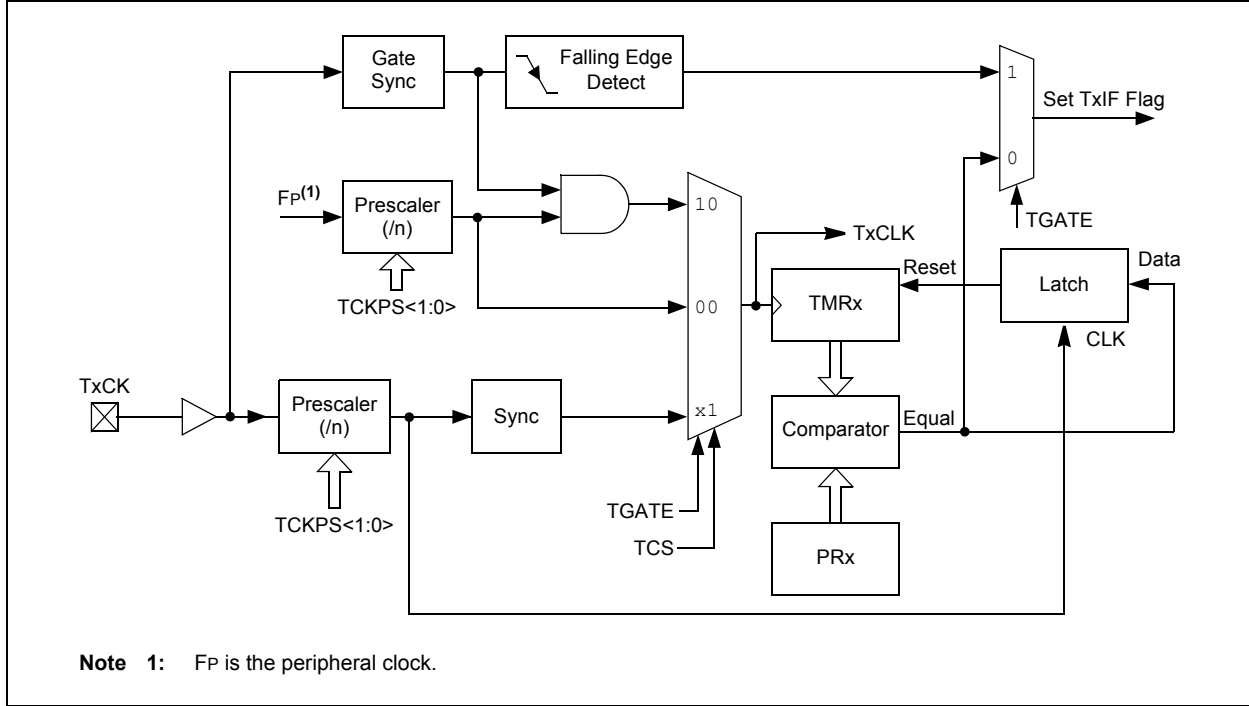 Gate
Sync
Falling Edge
Detect
1
Set TxIF Flag
0
TGATE
FP(1)
Prescaler
(/n)
TCKPS<1:0>
10
00
x1
TxCLK
Reset
TMRx
Latch
Data
CLK
TxCK
Prescaler
(/n)
TCKPS<1:0>
Sync
TGATE
TCS
Comparator
Equal
PRx
Note 1: FP is the peripheral clock.